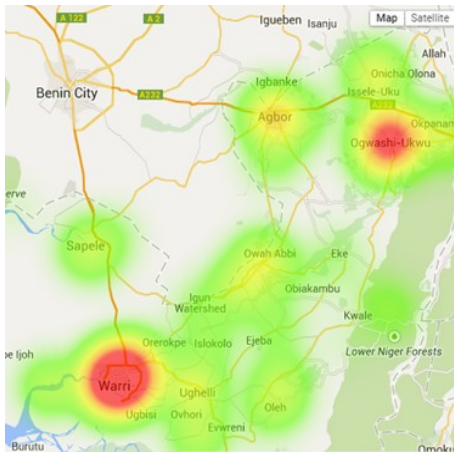 Map Satellite
A 122
A 2
Igueben
Isanju
Allah
Benin City
Igbanke
Onicha Olona
Issele-Uku
A232
A232
Agbor
Okpanam
Ogwashi-Ukwu
erve
Sapele
Owah Abbi
Eke
Obiakambu
Igun
Watershed
Kwale
Orerokpe
Islokolo
Ejeba
Lower Niger Forests
be Ijoh
Warri
Ughelli
Ugbisi
Ovhori
Oleh
Evwreni
Burutu
Omoku